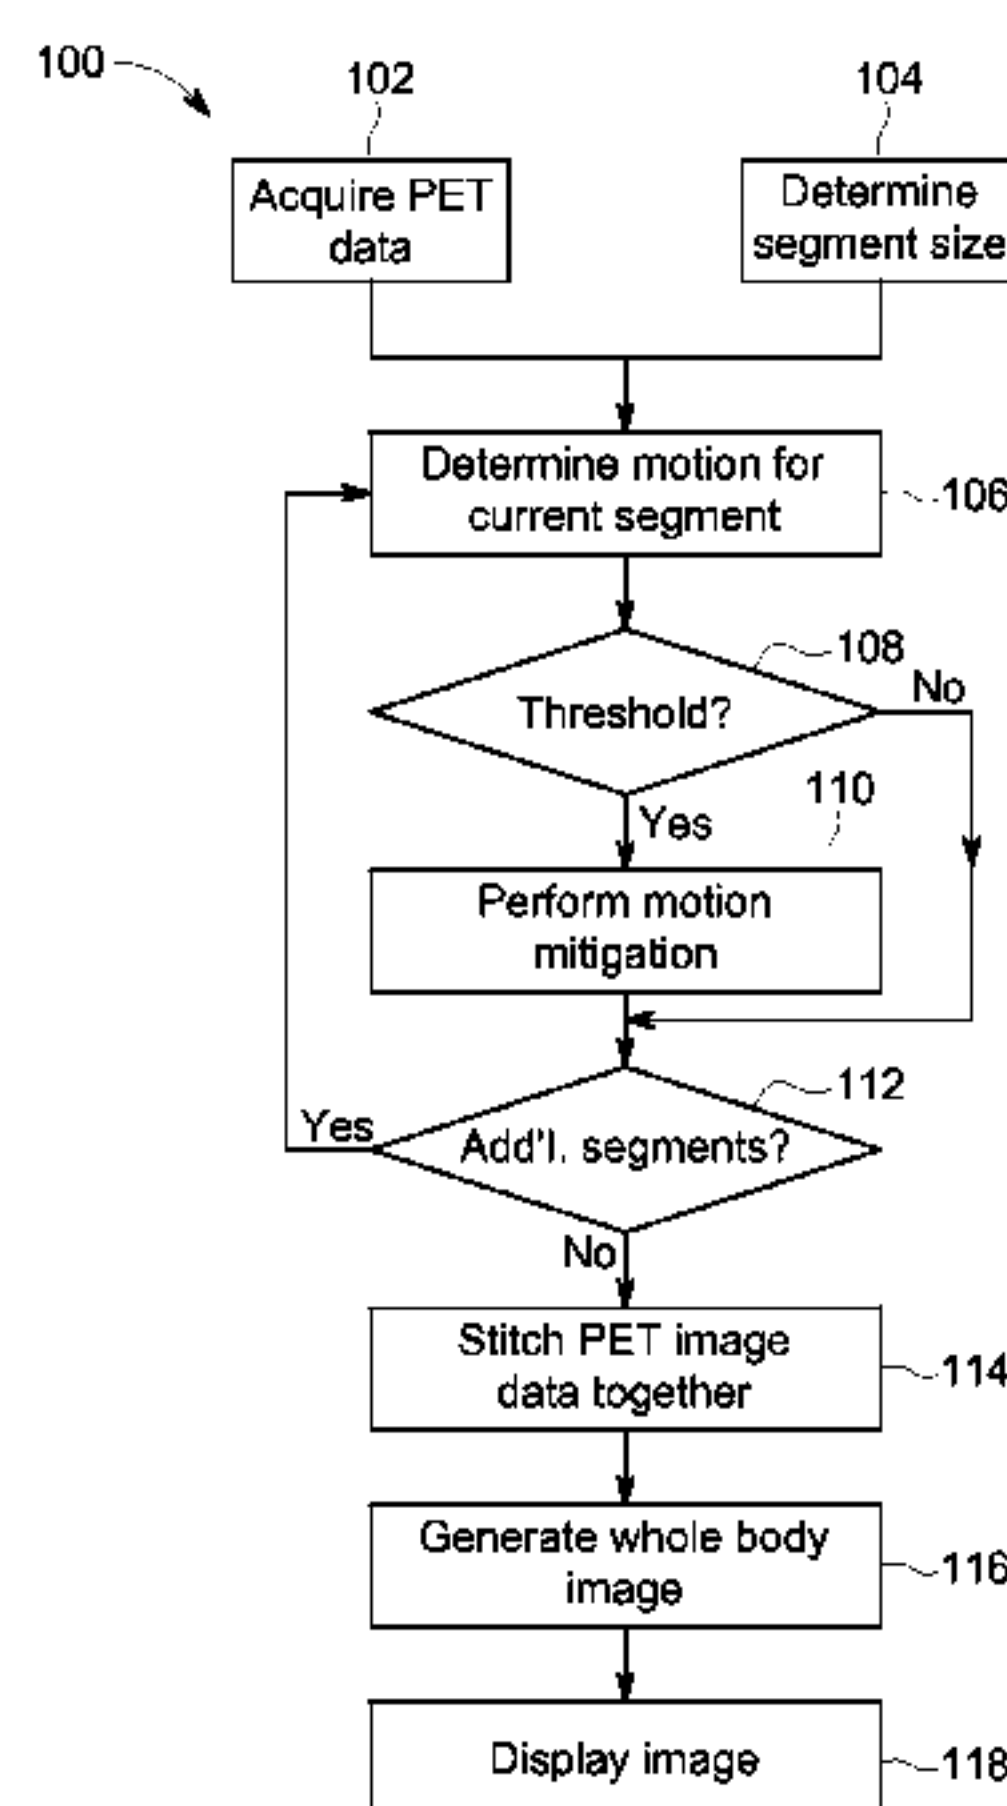 100
102
104
Acquire PET
data
Determine
segment size
Determine motion for
current segment
106
108
Threshold?
No
110
Yes
Perform motion
mitigation
112
Yes
Add'l. segments?
No
Stitch PET image
data together
114
Generate whole body
image
116
Display image
118